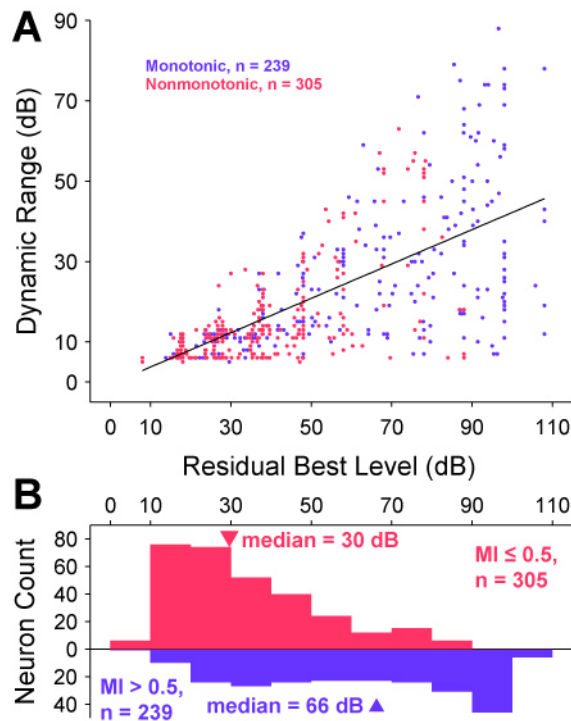 A
90
70
50
30
10
0
Dynamic Range (dB)
Monotonic, n = 239
Nonmonotonic, n = 305
0 10 30 50 70 90 110
Residual Best Level (dB)
B
0 10 30 50 70 90 110
80
60
40
20
0
20
40
Neuron Count
median = 30 dB
MI ≤ 0.5,
n = 305
MI > 0.5,
n = 239
median = 66 dB